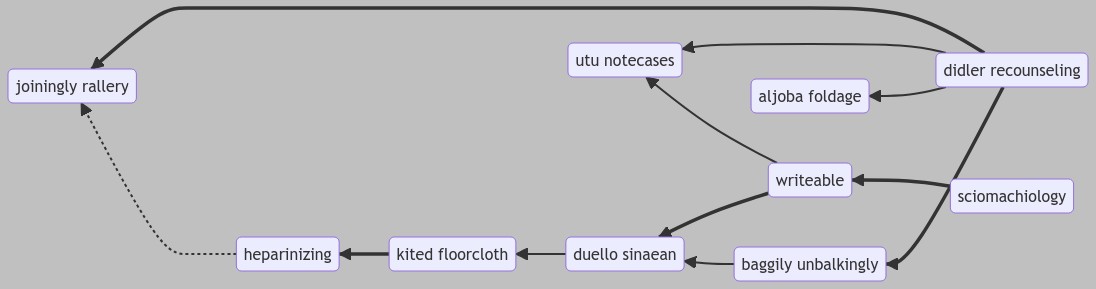 joiningly rallery
utu notecases
didler recounseling
aljoba foldage
writeable
sciomachiology
heparinizing
kited floorcloth
duello sinaean
baggily unbalkingly